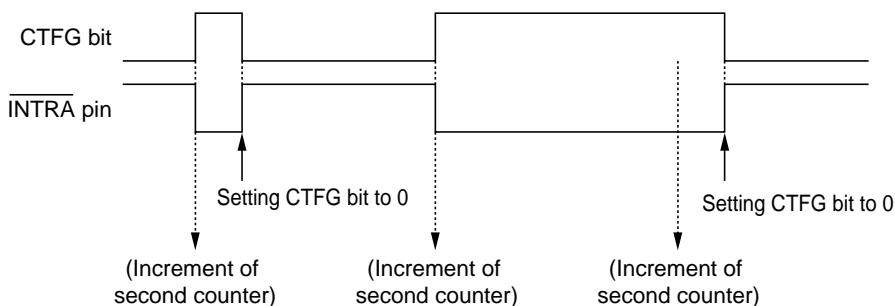 CTFG bit
INTRA pin
Setting CTFG bit to 0
Setting CTFG bit to 0
(Increment of
second counter)
(Increment of
second counter)
(Increment of
second counter)